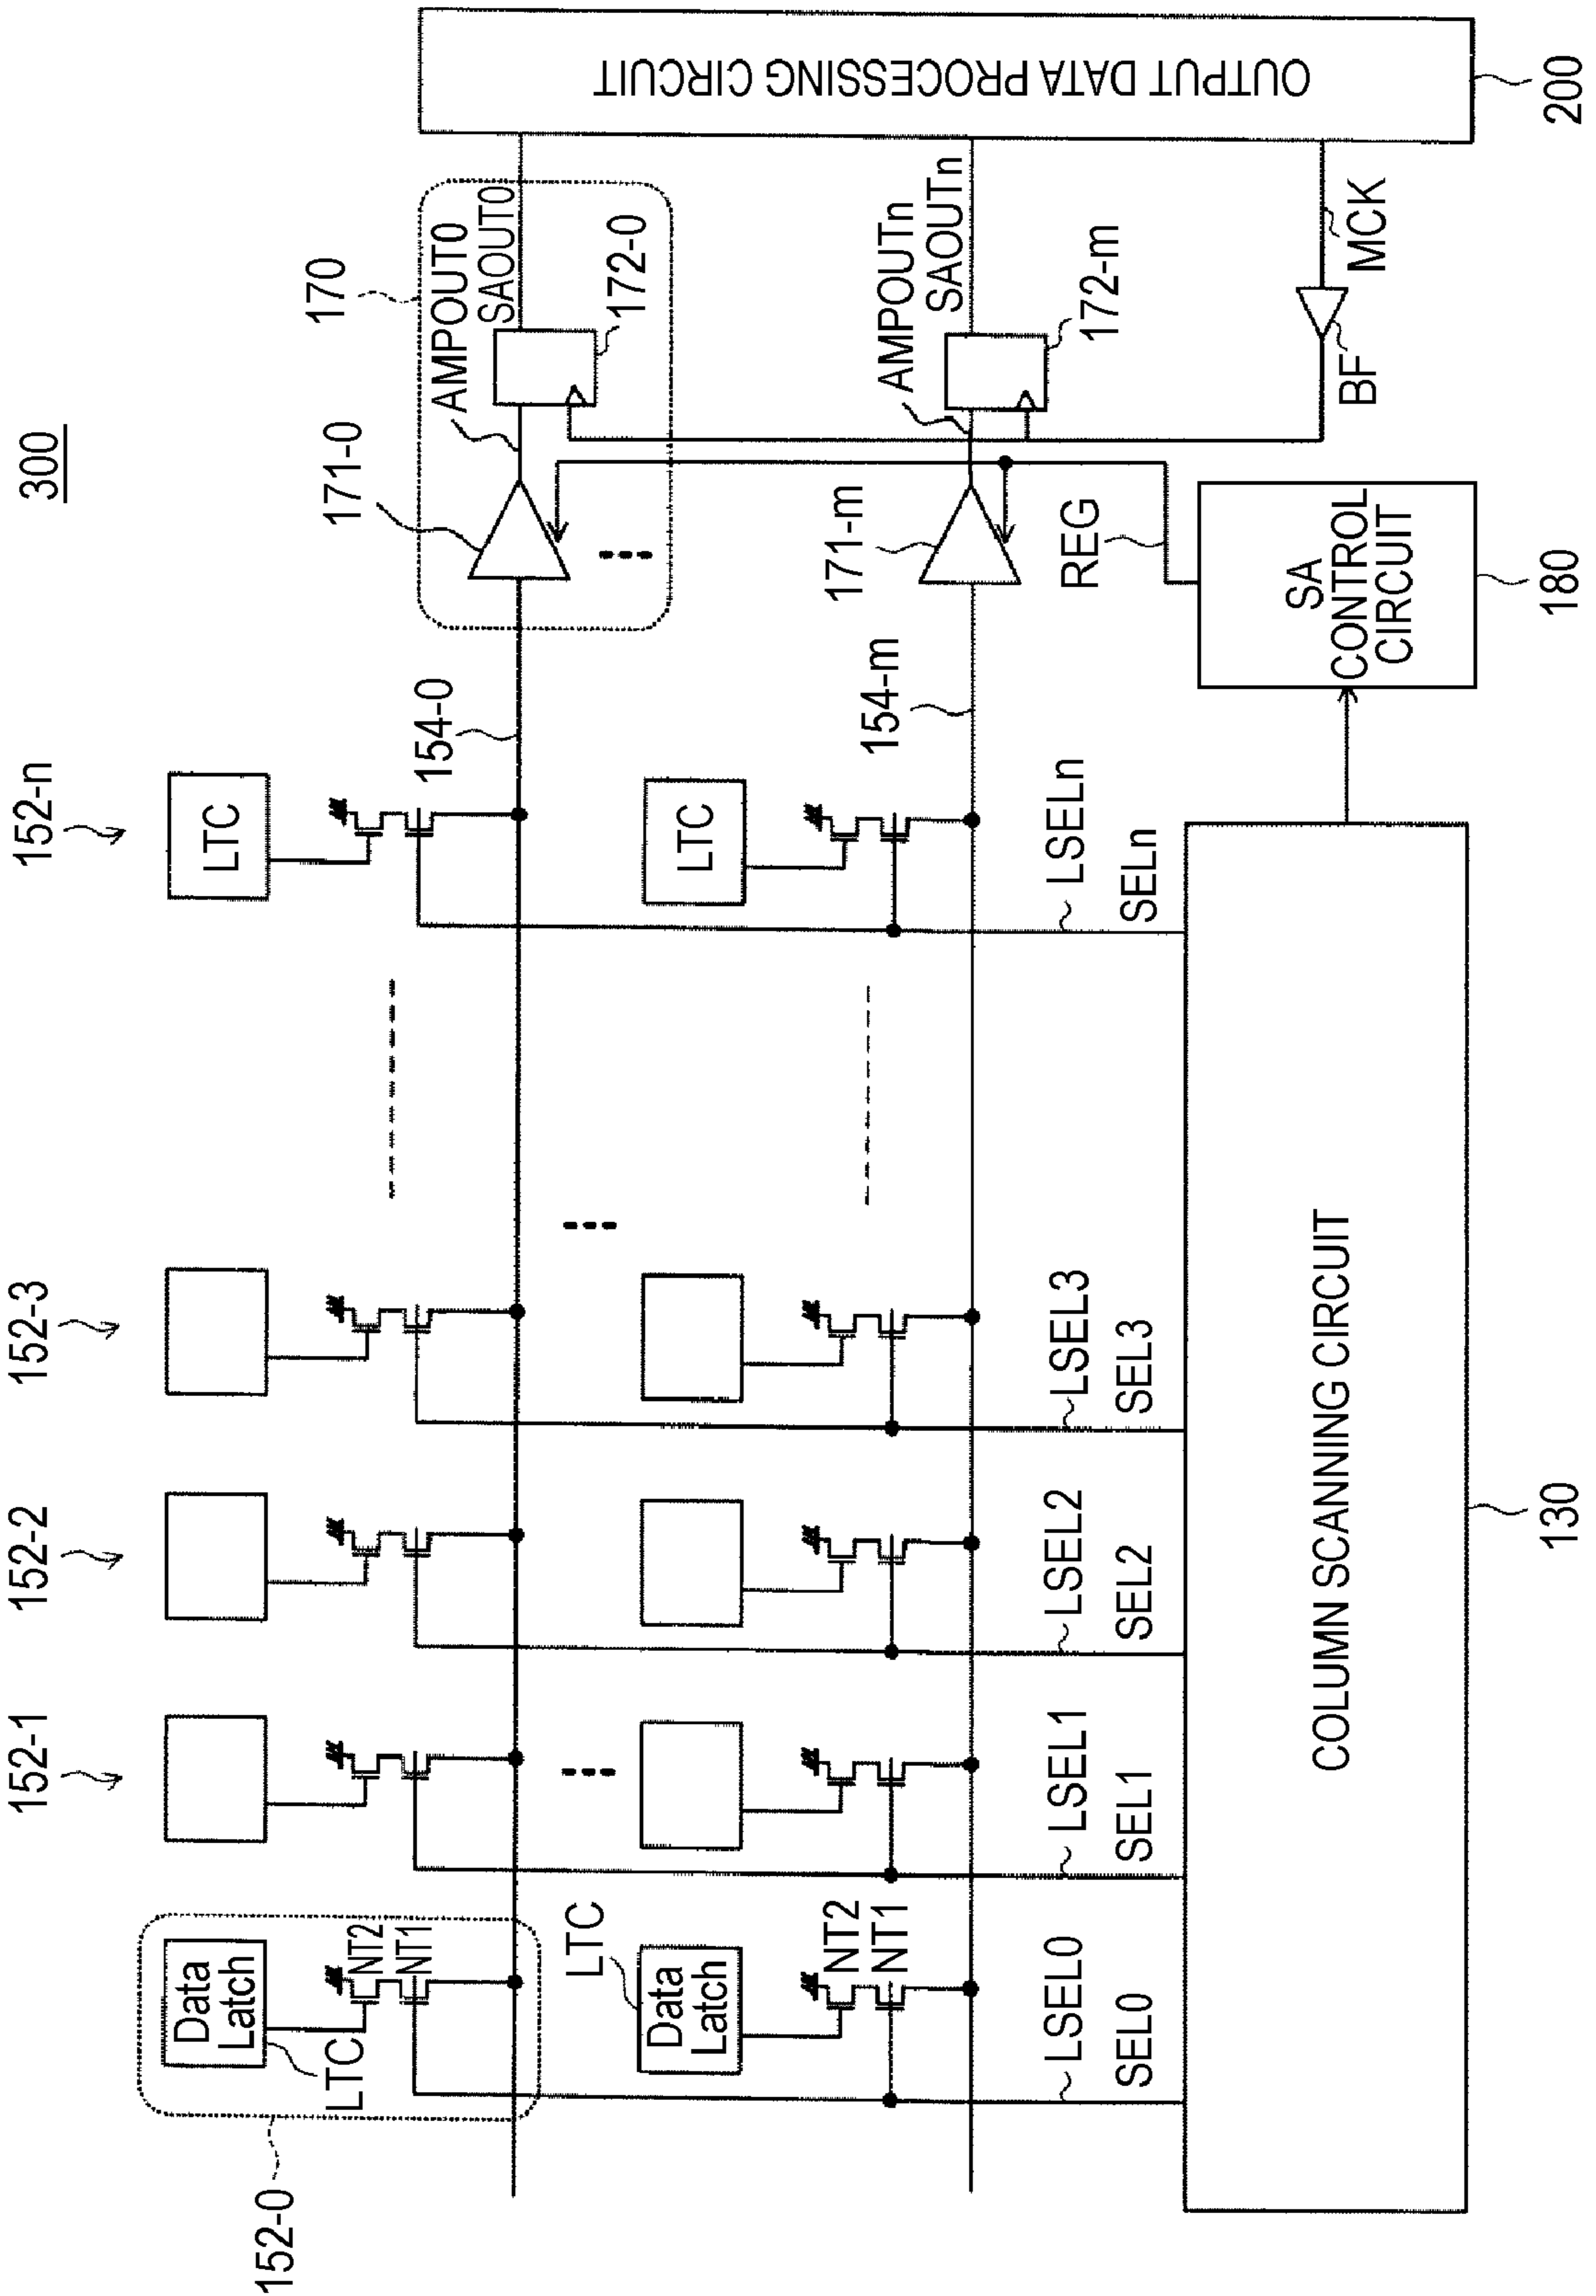 300
152-0
152-1
152-2
152-3
152-n
170
Data
Latch
LTC
NT2
NT1
LTC
154-0
171-0
AMPOUT0
SAOUT0
172-0
LTC
Data
Latch
NT2
NT1
LTC
154-m
171-m
AMPOUTn
SAOUTn
172-m
LSEL0
SEL0
LSEL1
SEL1
LSEL2
SEL2
LSEL3
SEL3
LSELn
SELn
REG
BF
MCK
COLUMN SCANNING CIRCUIT
130
SA
CONTROL
CIRCUIT
180
OUTPUT DATA PROCESSING CIRCUIT
200